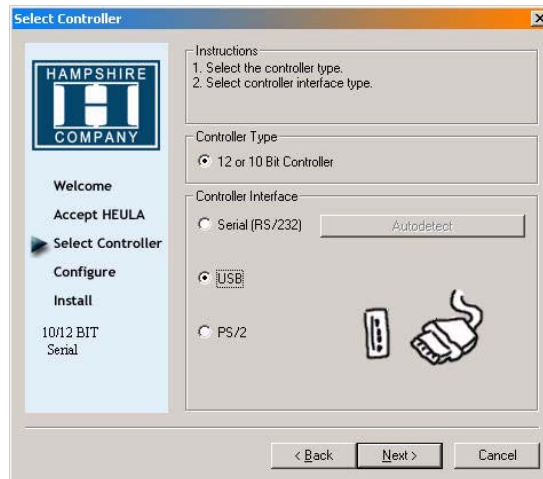 Select Controller
HAMPSHIRE
COMPANY
Welcome
Accept HEULA
Select Controller
Configure
Install
10/12 BIT
Serial
Instructions
1. Select the controller type.
2. Select controller interface type.
Controller Type
12 or 10 Bit Controller
Controller Interface
Serial (RS/232)
Autodetect
USB
PS/2
< Back
Next >
Cancel